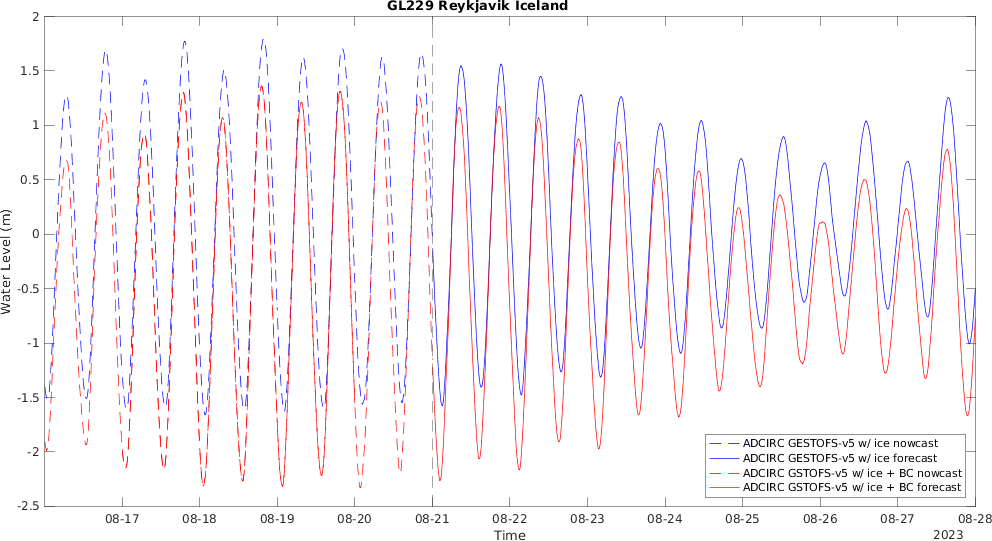 GL229 Reykjavik Iceland
2
1.5
1
0.5
0
-0.5
-1
-1.5
-2
-2.5
Water Level (m)
ADCIRC GESTOFS-v5 w/ ice nowcast
ADCIRC GESTOFS-v5 w/ ice forecast
ADCIRC GSTOFS-v5 w/ ice + BC nowcast
ADCIRC GSTOFS-v5 w/ ice + BC forecast
08-17 08-18 08-19 08-20 08-21 08-22 08-23 08-24 08-25 08-26 08-27 08-28
Time
2023